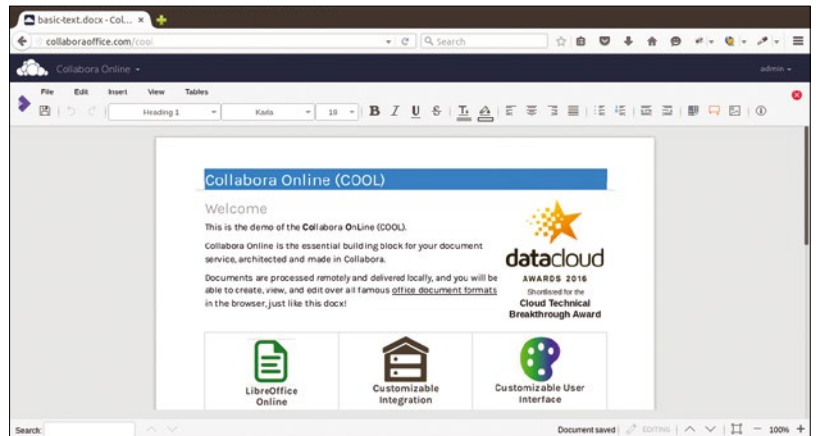 basic-text.docx - Col...
collaboraoffice.com/cool
Search
Collabora Online
admin
File Edit Insert View Tables
Heading 1 Karla 18 B I U S
Collabora Online (COOL)
Welcome
This is the demo of the Collabora OnLine (COOL).
Collabora Online is the essential building block for your document
service, architected and made in Collabora.
Documents are processed remotely and delivered locally, and you will be
able to create, view, and edit over all famous office document formats
in the browser, just like this docx!
datacloud
AWARDS 2016
Shortlisted for the
Cloud Technical
Breakthrough Award
LibreOffice
Online
Customizable
Integration
Customizable User
Interface
Search:
Document saved EDITING 100%